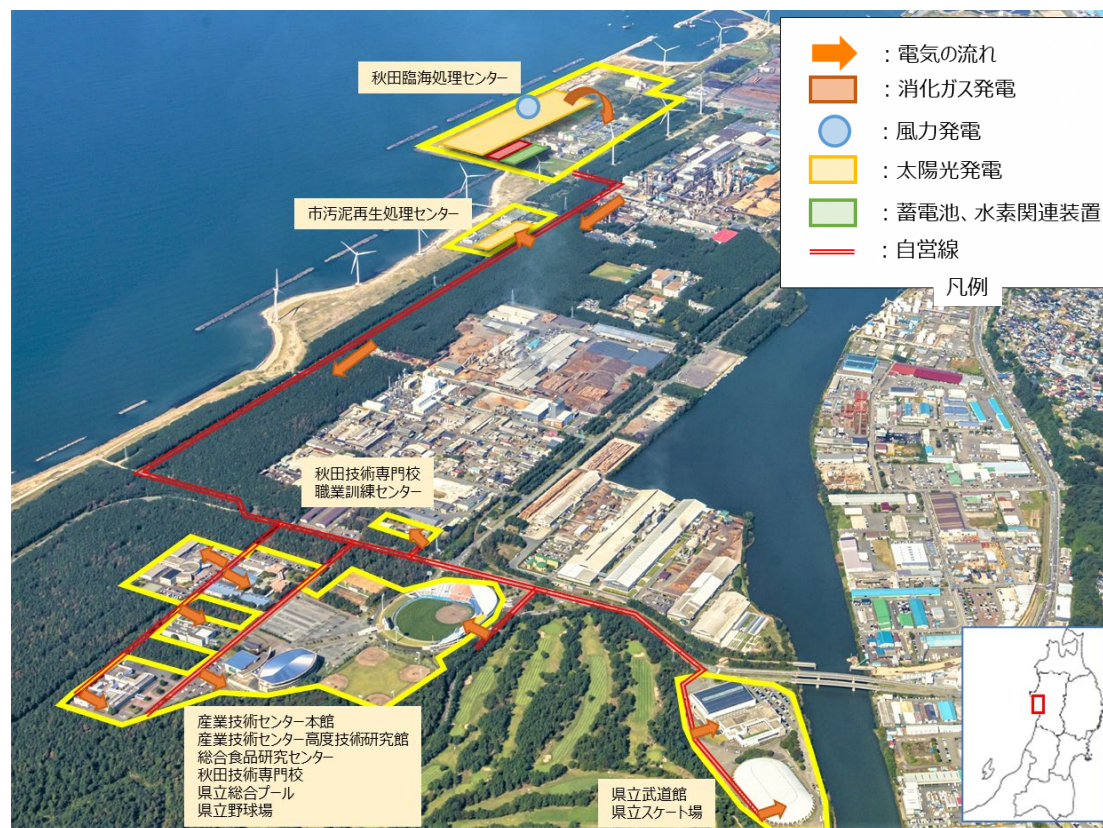 秋田臨海処理センター
市汚泥再生処理センター
秋田技術専門校
職業訓練センター
産業技術センター本館
産業技術センター高度技術研究館
総合食品研究センター
秋田技術専門校
県立総合プール
県立野球場
県立武道館
県立スケート場
：電気の流れ
：消化ガス発電
：風力発電
：太陽光発電
：蓄電池、水素関連装置
：自営線
凡例